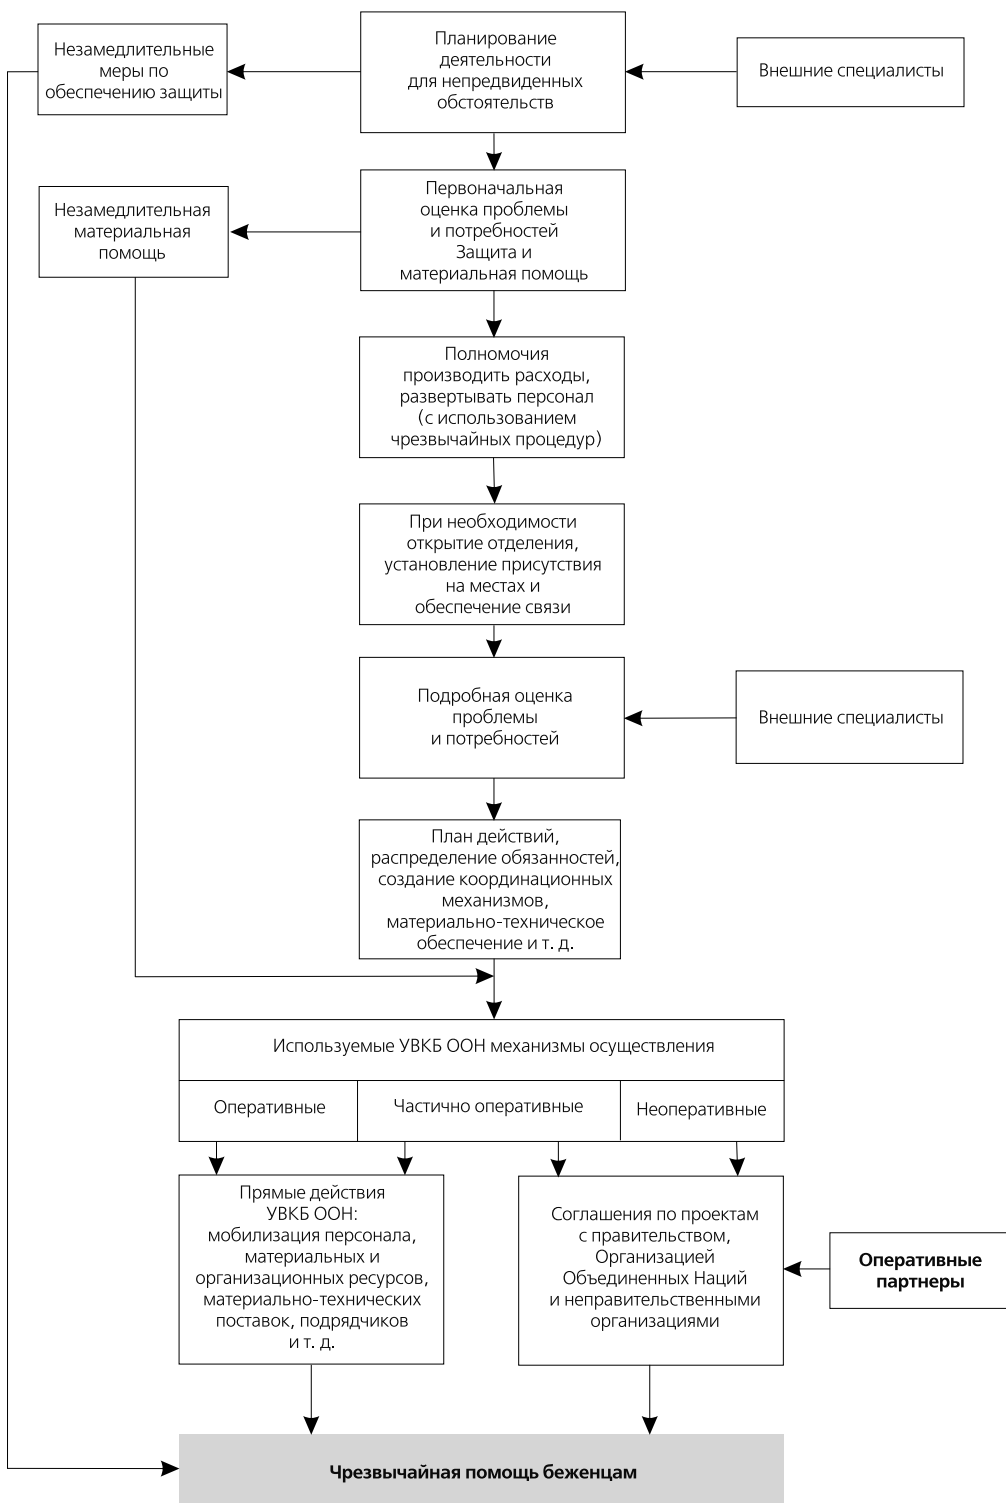 Незамедлительные
меры по
обеспечению защиты
Планирование
деятельности
для непредвиденных
обстоятельств
Внешние специалисты
Незамедлительная
материальная
помощь
Первоначальная
оценка проблемы
и потребностей
Защита и
материальная помощь
Полномочия
производить расходы,
развертывать персонал
(с использованием
чрезвычайных процедур)
При необходимости
открытие отделения,
установление присутствия
на местах и
обеспечение связи
Подробная оценка
проблемы
и потребностей
Внешние специалисты
План действий,
распределение обязанностей,
создание координационных
механизмов,
материально-техническое
обеспечение и т. д.
Используемые УВКБ ООН механизмы осуществления
Оперативные
Частично оперативные
Неоперативные
Прямые действия
УВКБ ООН:
мобилизация персонала,
материальных и
организационных ресурсов,
материально-технических
поставок, подрядчиков
и т. д.
Соглашения по проектам
с правительством,
Организацией
Объединенных Наций
и неправительственными
организациями
Оперативные
партнеры
Чрезвычайная помощь беженцам